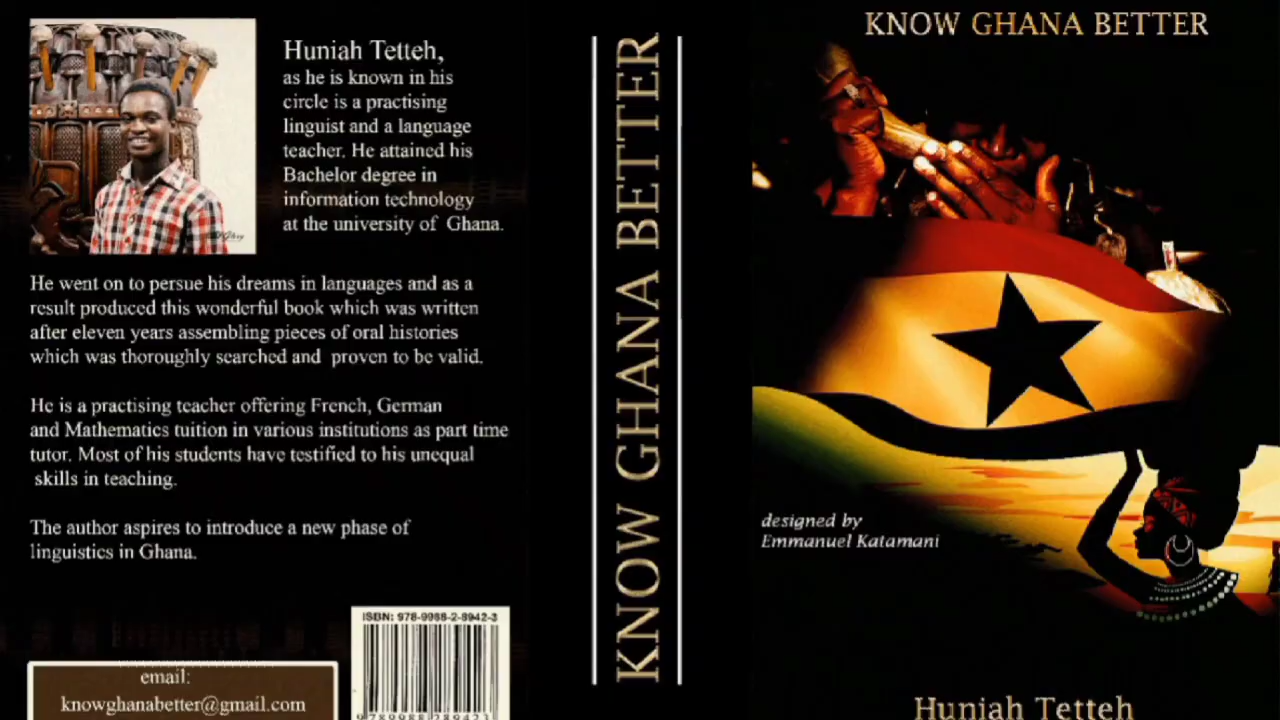 Huniah Tetteh,
as he is known in his
circle is a practising
linguist and a language
teacher. He attained his
Bachelor degree in
information technology
at the university of Ghana.
He went on to persue his dreams in languages and as a
result produced this wonderful book which was written
after eleven years assembling pieces of oral histories
which was thoroughly searched and proven to be valid.
He is a practising teacher offering French, German
and Mathematics tuition in various institutions as part time
tutor. Most of his students have testified to his unequal
skills in teaching.
The author aspires to introduce a new phase of
linguistics in Ghana.
ISBN: 978-9988-2-8942-3
9789988289423
email:
knowghanabetter@gmail.com
KNOW GHANA BETTER
KNOW GHANA BETTER
designed by
Emmanuel Katamani
Huniah Tetteh